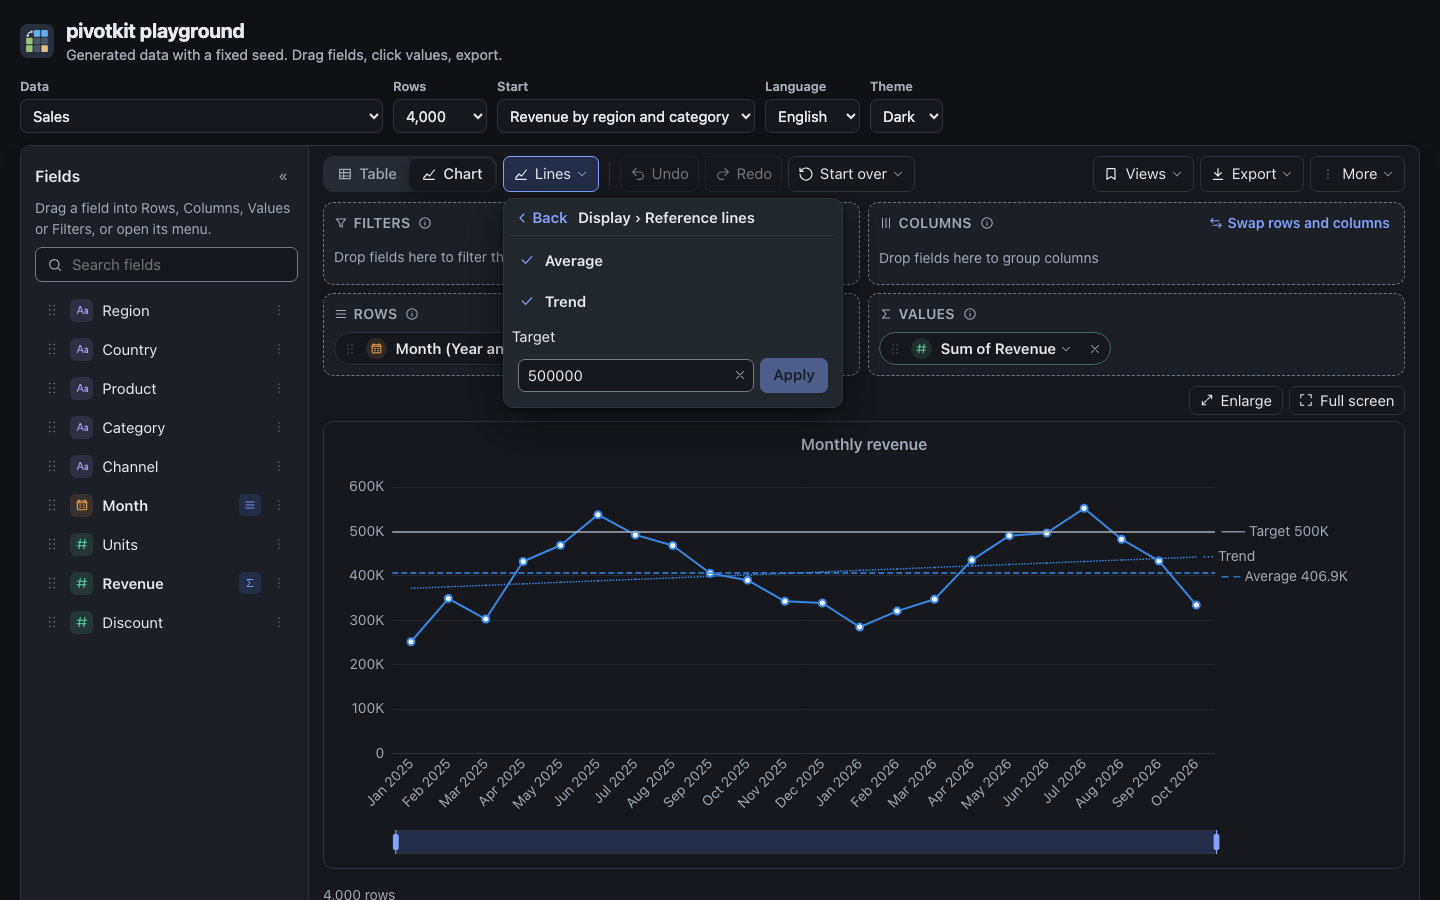 pivotkit playground
Generated data with a fixed seed. Drag fields, click values, export.
Data
Rows
Start
Language
Theme
Sales
4,000
Revenue by region and category
English
Dark
Fields
«
Drag a field into Rows, Columns, Values
or Filters, or open its menu.
Search fields
Aa Region
Aa Country
Aa Product
Aa Category
Aa Channel
Month
# Units
# Revenue Σ
# Discount
Table
Chart
Lines
Undo
Redo
Start over
Views
Export
More
Back Display › Reference lines
Average
Trend
Target
500000
Apply
FILTERS
Drop fields here to filter th
COLUMNS
Swap rows and columns
Drop fields here to group columns
ROWS
Month (Year an
Σ VALUES
# Sum of Revenue
Enlarge
Full screen
Monthly revenue
600K
500K
400K
300K
200K
100K
0
Target 500K
Trend
Average 406.9K
Jan 2025
Feb 2025
Mar 2025
Apr 2025
May 2025
Jun 2025
Jul 2025
Aug 2025
Sep 2025
Oct 2025
Nov 2025
Dec 2025
Jan 2026
Feb 2026
Mar 2026
Apr 2026
May 2026
Jun 2026
Jul 2026
Aug 2026
Sep 2026
Oct 2026
4,000 rows